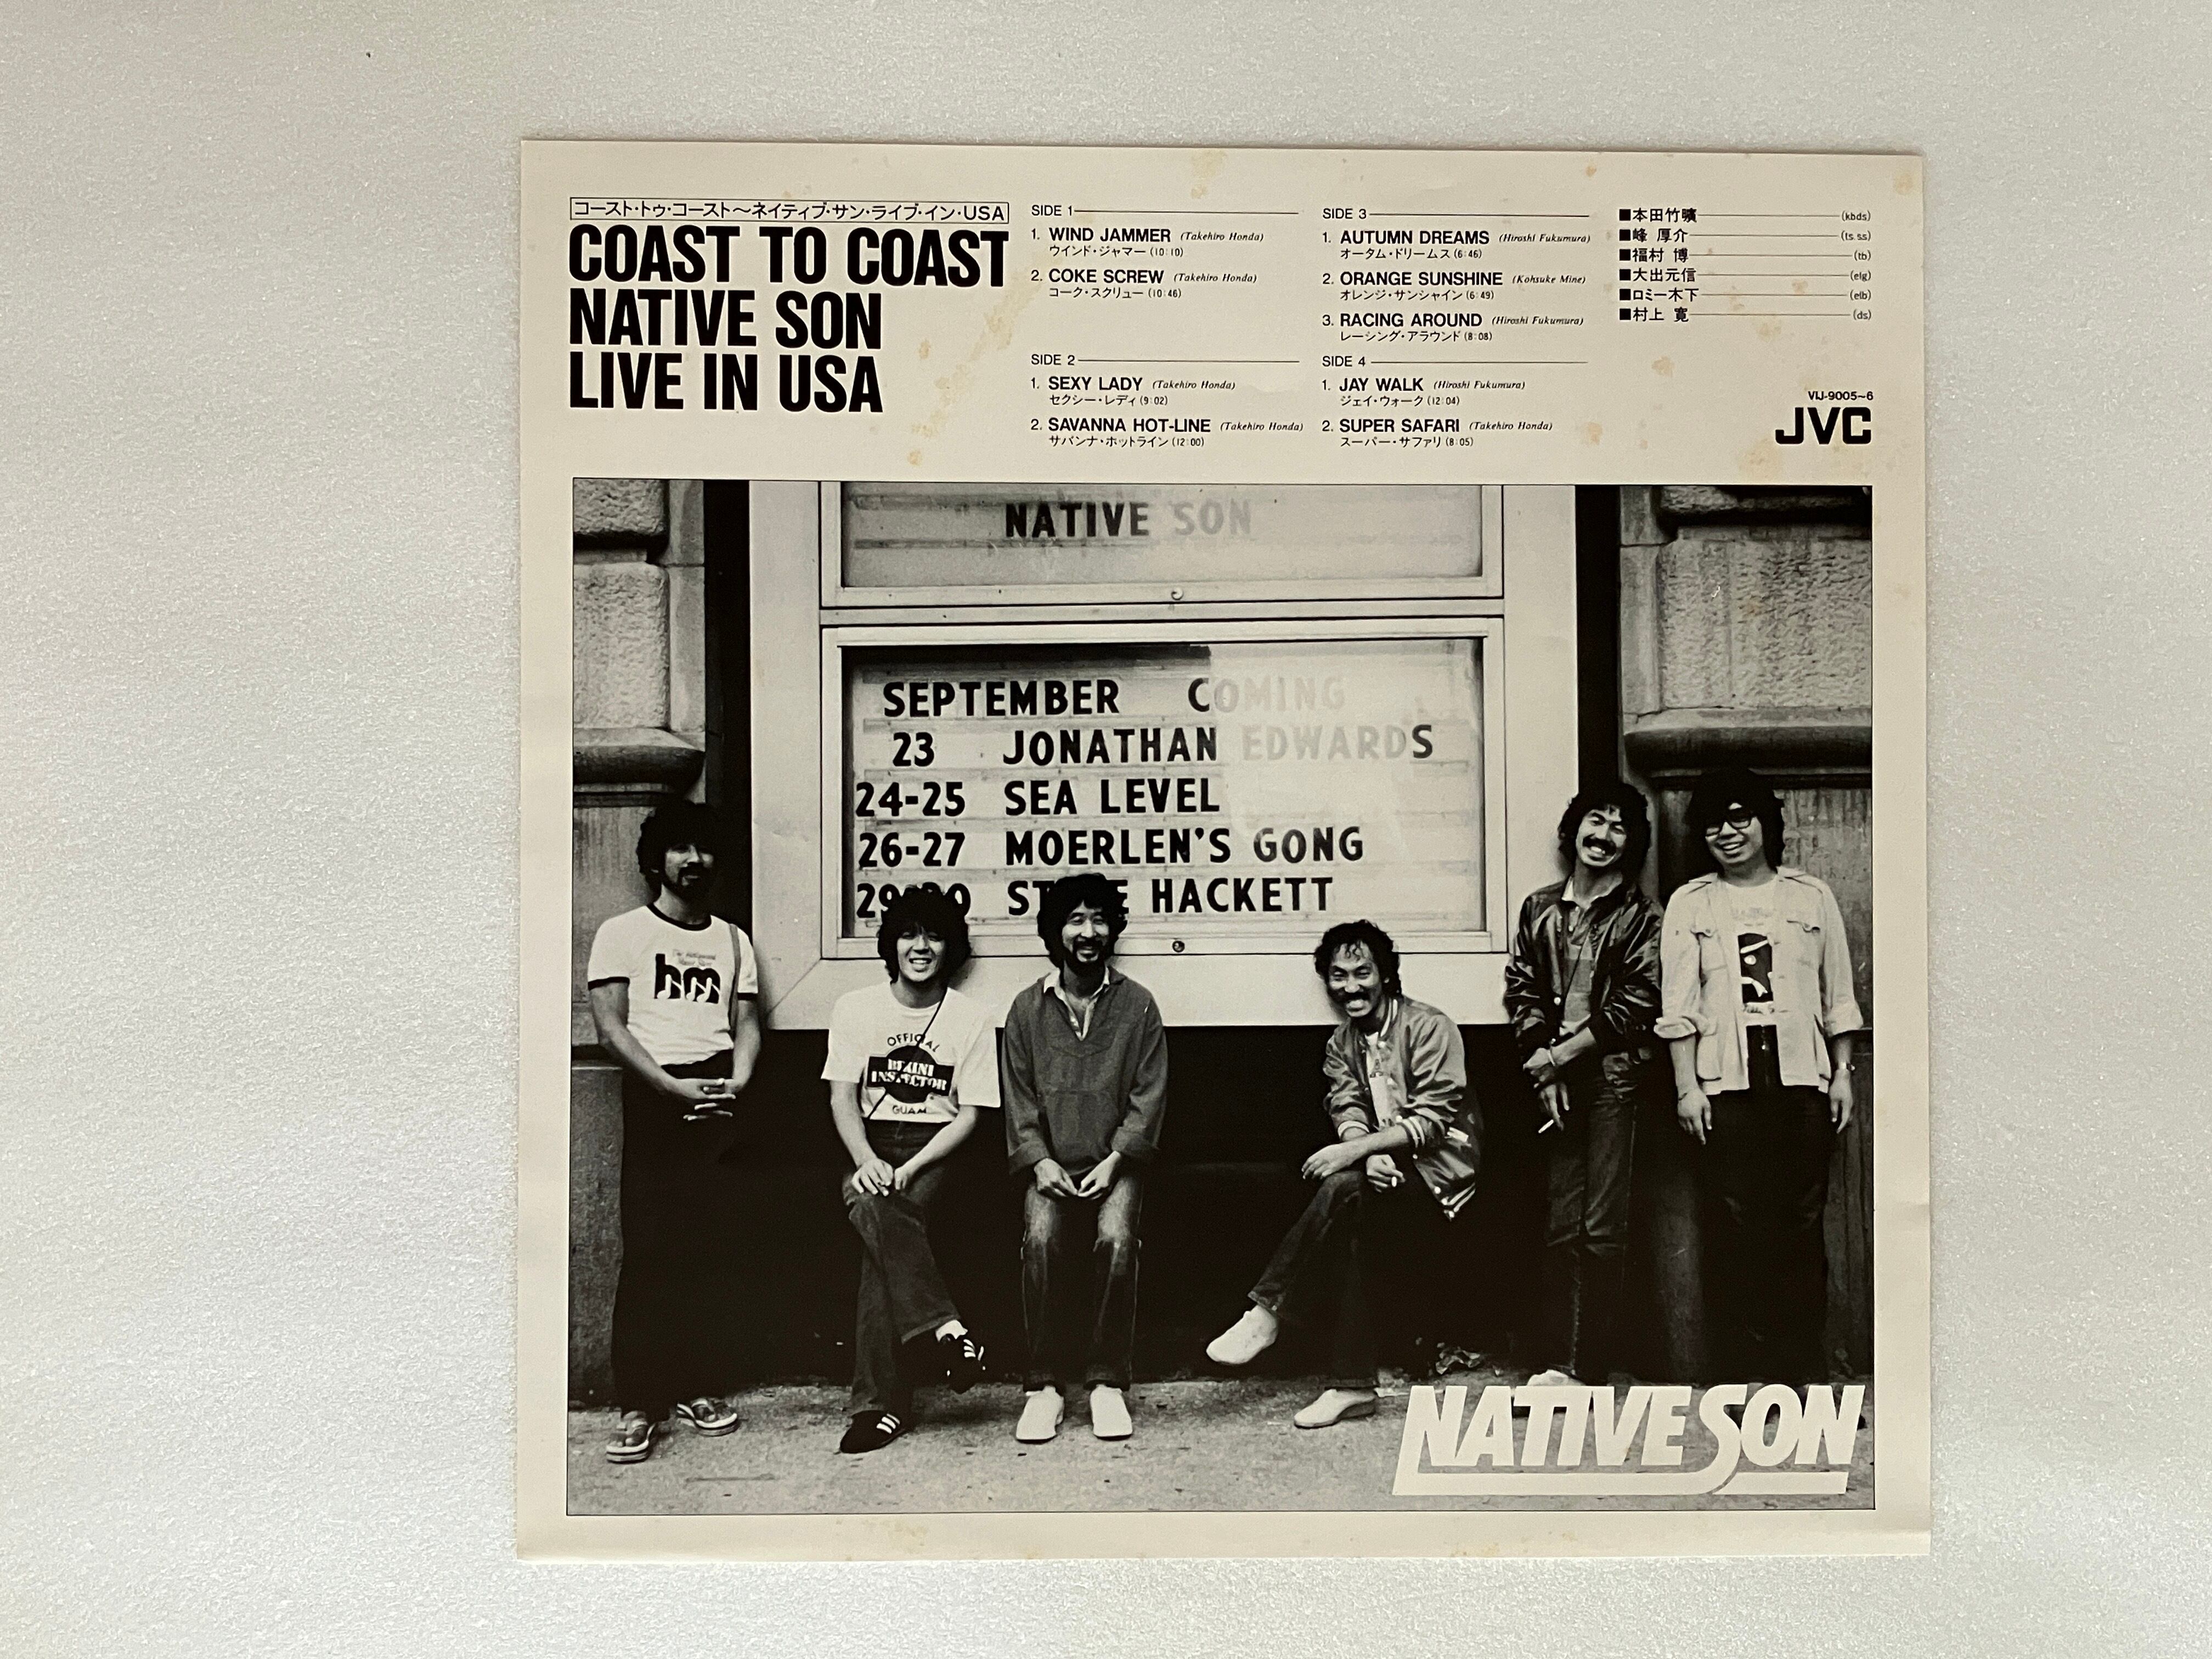 コースト・トゥ・コースト〜ネイティブ・サン・ライブ・イン・USA
COAST TO COAST
NATIVE SON
LIVE IN USA
SIDE 1
1. WIND JAMMER (Takehiro Honda)
ウインド・ジャマー (10:10)
2. COKE SCREW (Takehiro Honda)
コーク・スクリュー (10:46)
SIDE 2
1. SEXY LADY (Takehiro Honda)
セクシー・レディ (9:02)
2. SAVANNA HOT-LINE (Takehiro Honda)
サバンナ・ホットライン (12:00)
SIDE 3
1. AUTUMN DREAMS (Hiroshi Fukumura)
オータム・ドリームス (6:46)
2. ORANGE SUNSHINE (Kohsuke Mine)
オレンジ・サンシャイン (6:49)
3. RACING AROUND (Hiroshi Fukumura)
レーシング・アラウンド (8:08)
SIDE 4
1. JAY WALK (Hiroshi Fukumura)
ジェイ・ウォーク (12:04)
2. SUPER SAFARI (Takehiro Honda)
スーパー・サファリ (8:05)
■本田竹曠 (kbds)
■峰 厚介 (ts.ss)
■福村 博 (tb)
■大出元信 (elg)
■ロミー木下 (elb)
■村上 寛 (ds)
VIJ-9005~6
JVC
NATIVE SON
SEPTEMBER COMING
23 JONATHAN EDWARDS
24-25 SEA LEVEL
26-27 MOERLEN'S GONG
HACKETT
hm
OFFICIAL
BIKINI
INSPECTOR
GUAM
NATIVE SON